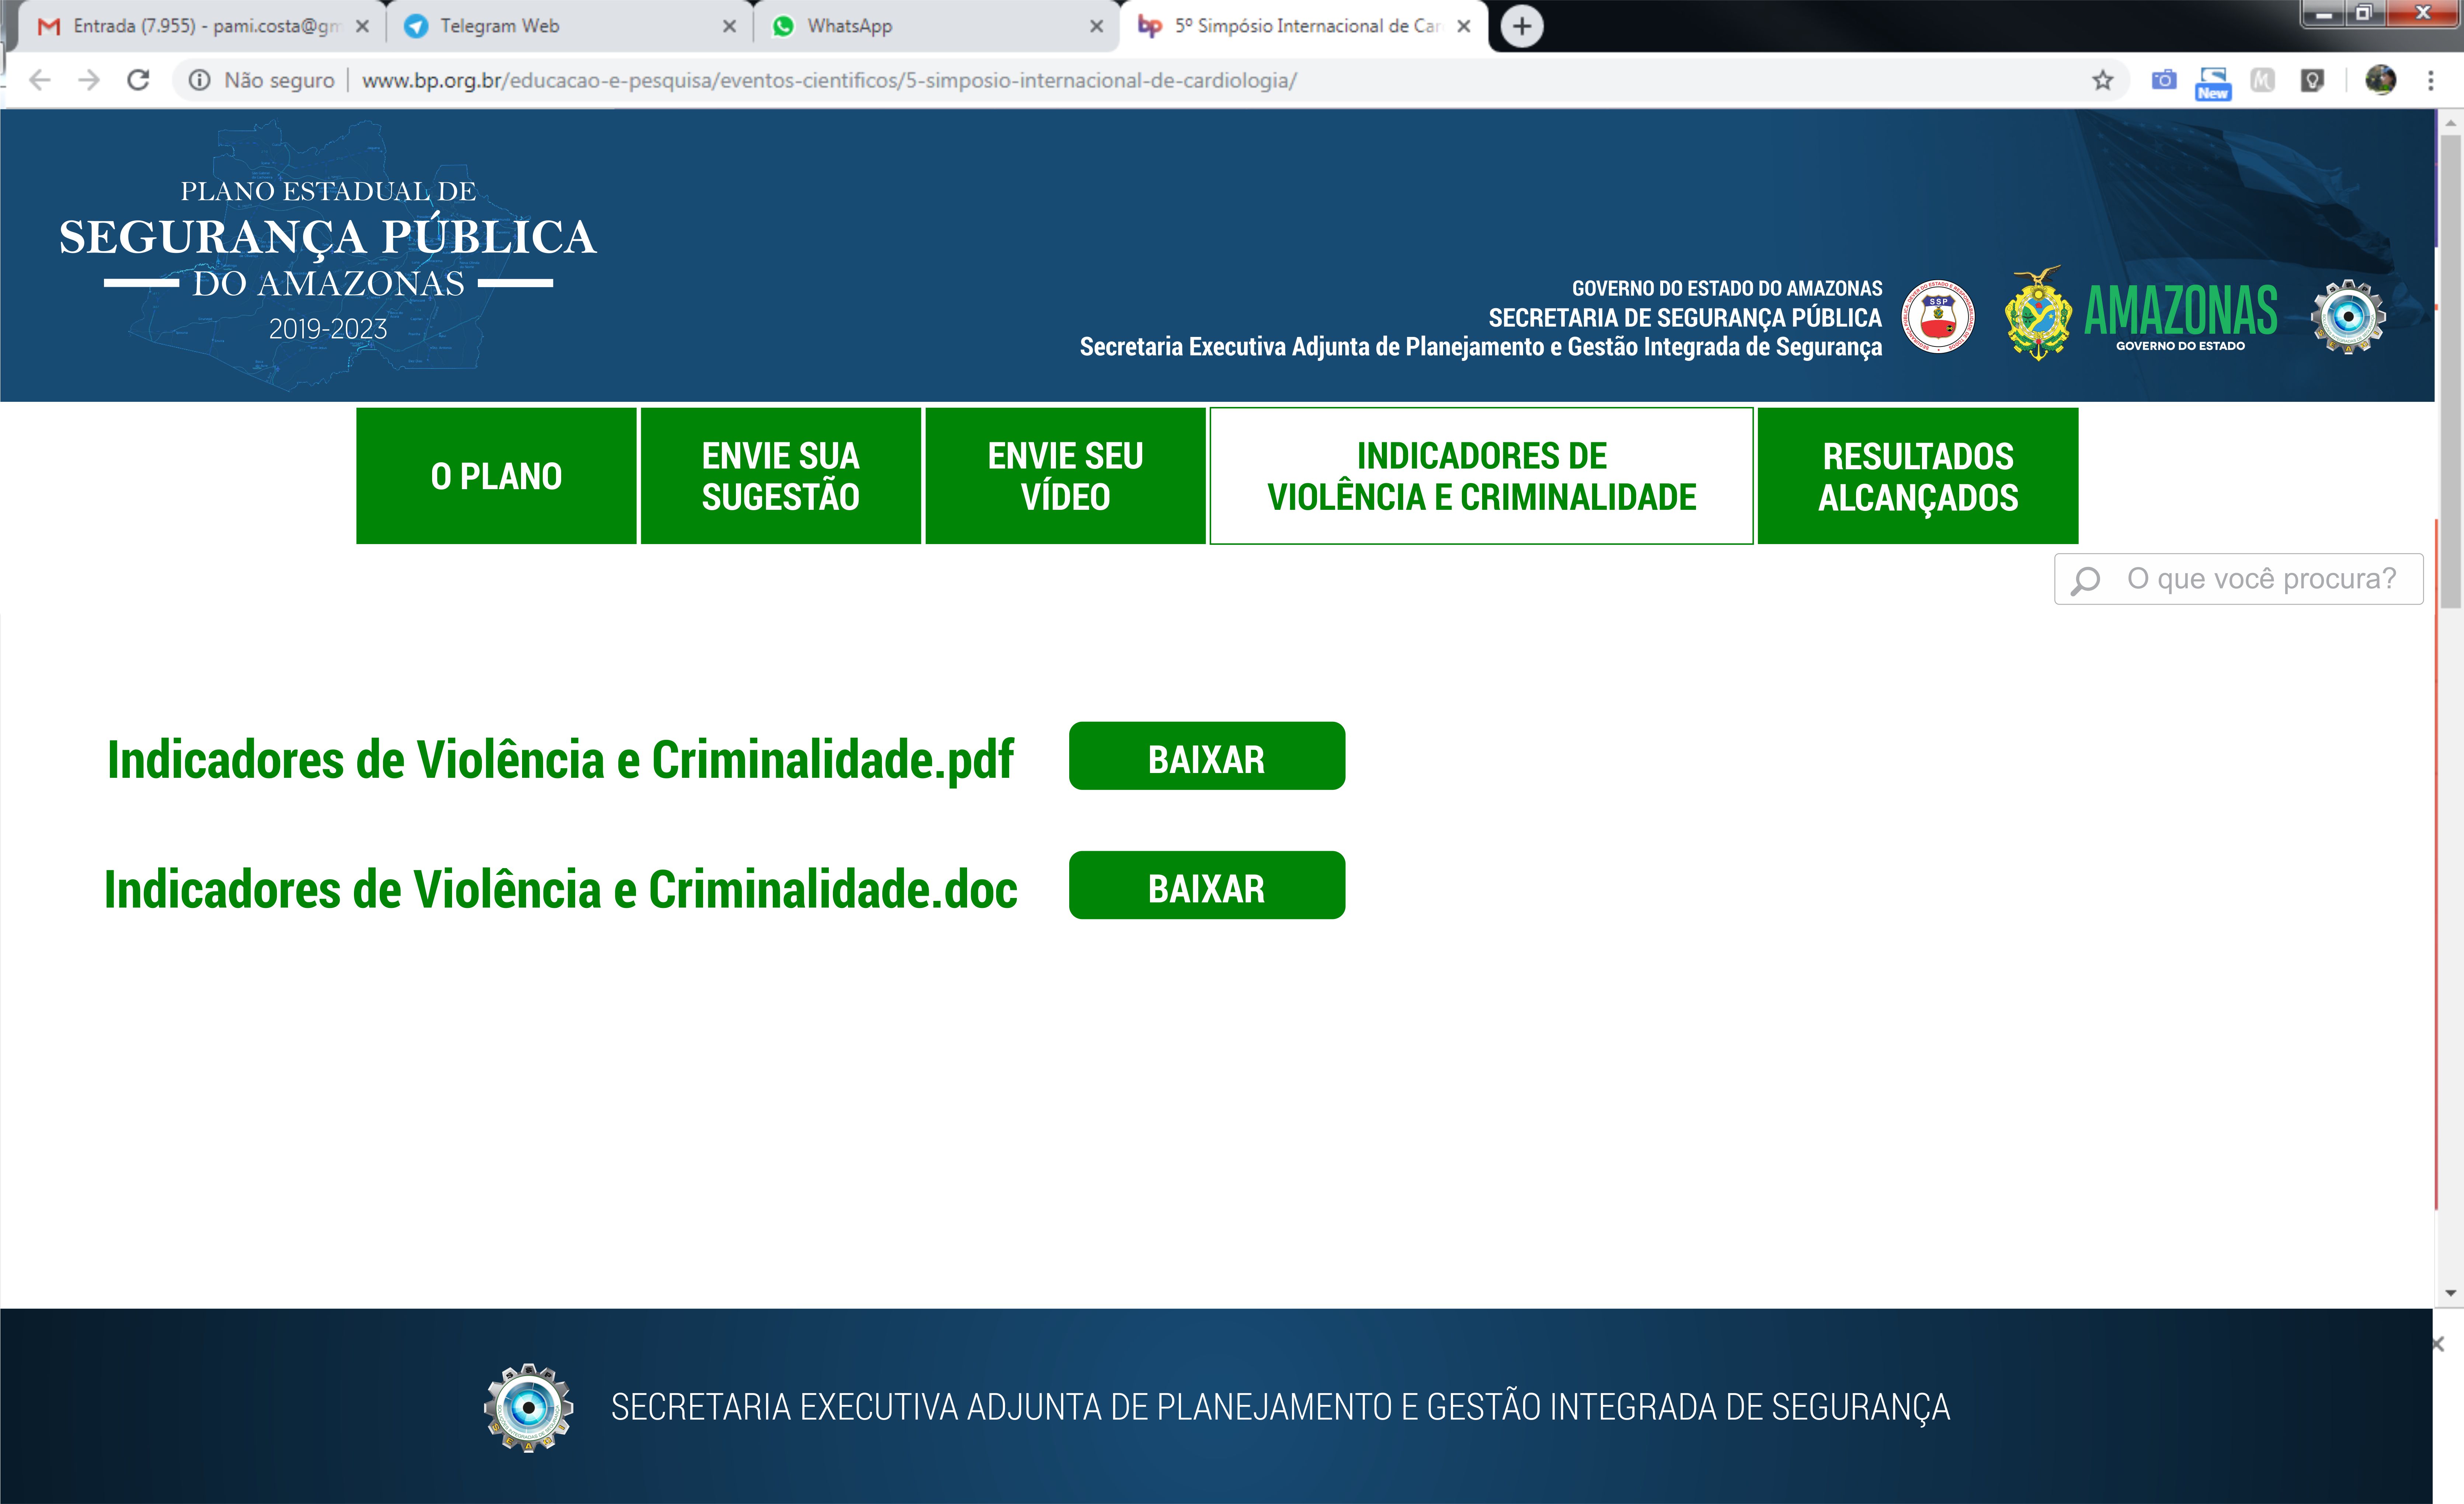 Entrada (7.955) - pami.costa@gm
Telegram Web
WhatsApp
bp
5º Simpósio Internacional de Car
Não seguro
www.bp.org.br/educacao-e-pesquisa/eventos-cientificos/5-simposio-internacional-de-cardiologia/
New
PLANO ESTADUAL DE
SEGURANÇA PÚBLICA
DO AMAZONAS
2019-2023
GOVERNO DO ESTADO DO AMAZONAS
SECRETARIA DE SEGURANÇA PÚBLICA
Secretaria Executiva Adjunta de Planejamento e Gestão Integrada de Segurança
SSP
AMAZONAS
GOVERNO DO ESTADO
O PLANO
ENVIE SUA
SUGESTÃO
ENVIE SEU
VÍDEO
INDICADORES DE
VIOLÊNCIA E CRIMINALIDADE
RESULTADOS
ALCANÇADOS
O que você procura?
Indicadores de Violência e Criminalidade.pdf
BAIXAR
Indicadores de Violência e Criminalidade.doc
BAIXAR
SECRETARIA EXECUTIVA ADJUNTA DE PLANEJAMENTO E GESTÃO INTEGRADA DE SEGURANÇA